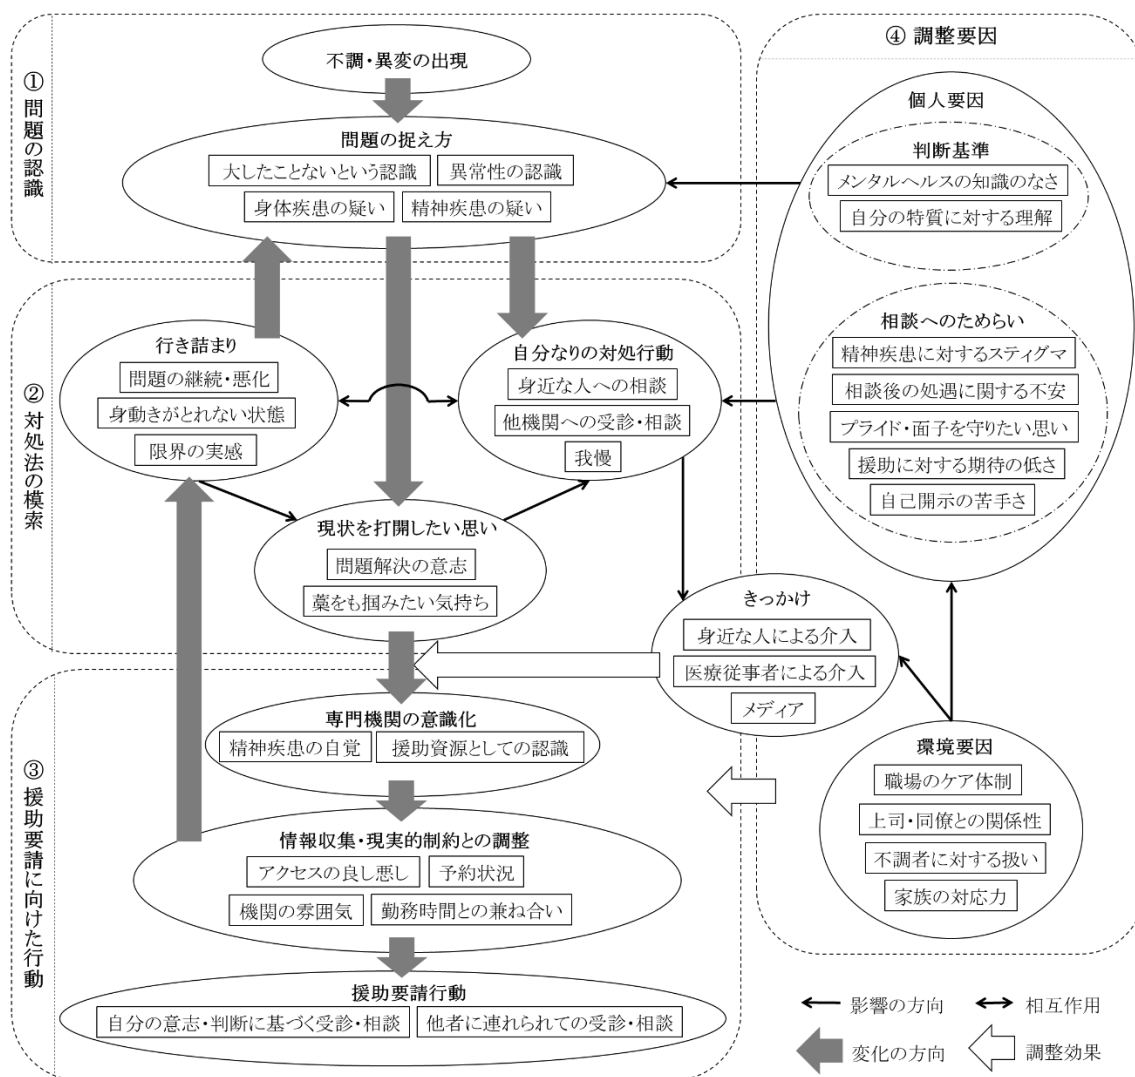 ① 問題の認識
不調・異変の出現
問題の捉え方
大したことないという認識
異常性の認識
身体疾患の疑い
精神疾患の疑い
② 対処法の模索
行き詰まり
問題の継続・悪化
身動きがとれない状態
限界の実感
自分なりの対処行動
身近な人への相談
他機関への受診・相談
我慢
現状を打開したい思い
問題解決の意志
藁をも掴みたい気持ち
③ 援助要請に向けた行動
専門機関の意識化
精神疾患の自覚
援助資源としての認識
情報収集・現実的制約との調整
アクセスの良し悪し
予約状況
機関の雰囲気
勤務時間との兼ね合い
援助要請行動
自分の意志・判断に基づく受診・相談
他者に連れられての受診・相談
④ 調整要因
個人要因
判断基準
メンタルヘルスの知識のなさ
自分の特質に対する理解
相談へのためらい
精神疾患に対するスティグマ
相談後の処遇に関する不安
プライド・面子を守りたい思い
援助に対する期待の低さ
自己開示の苦手さ
きっかけ
身近な人による介入
医療従事者による介入
メディア
環境要因
職場のケア体制
上司・同僚との関係性
不調者に対する扱い
家族の対応力
影響の方向
相互作用
変化の方向
調整効果